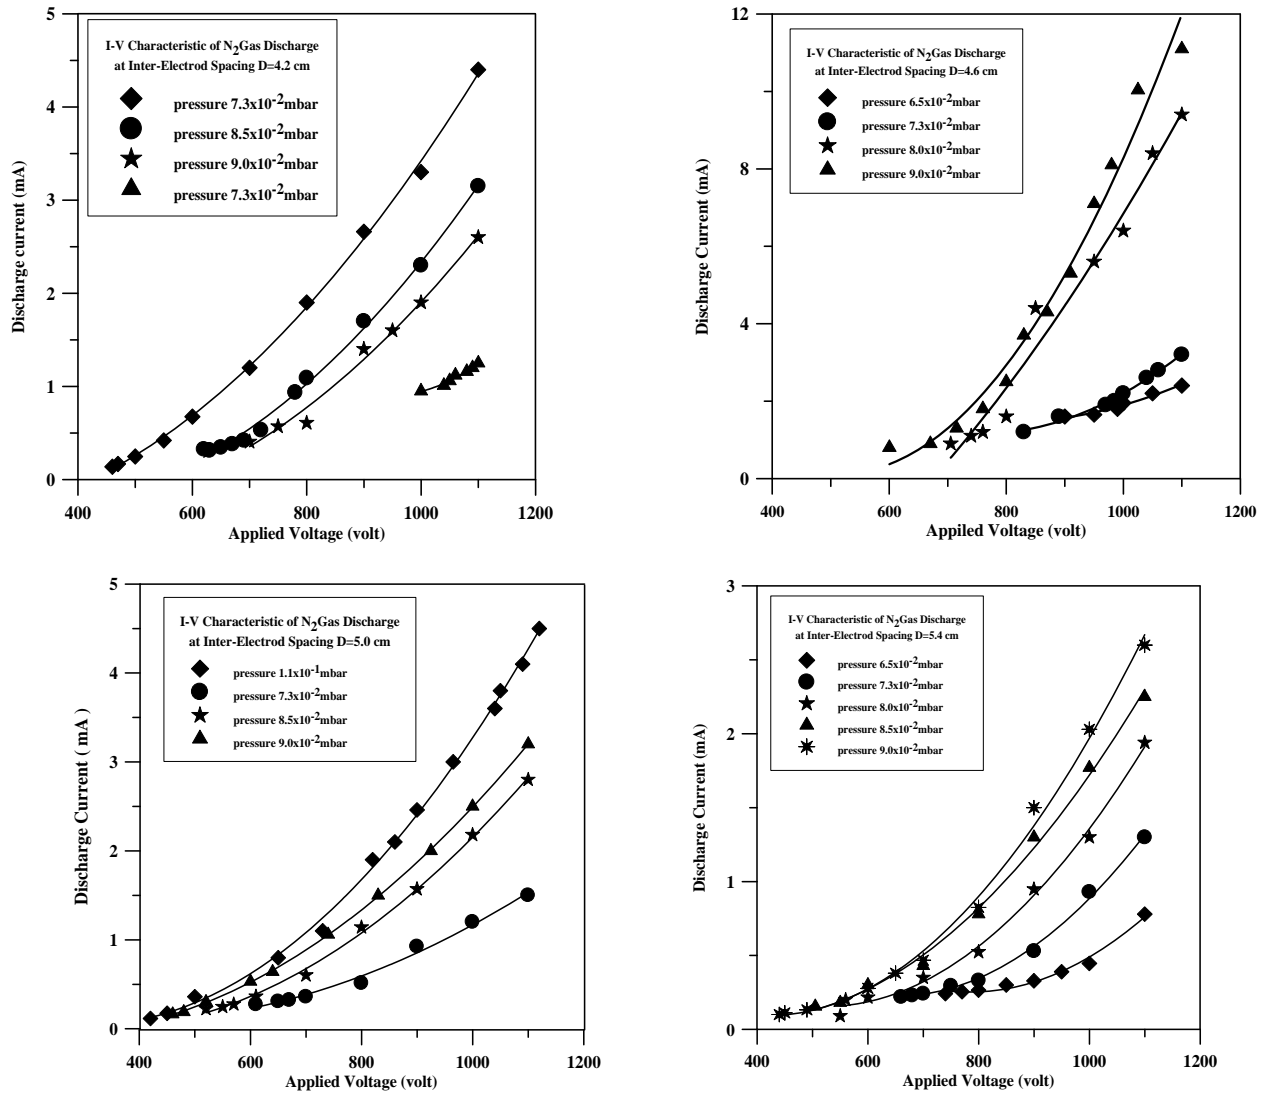 5
4
3
2
1
0
Discharge current (mA)
I-V Characteristic of N2Gas Discharge
at Inter-Electrod Spacing D=4.2 cm
pressure 7.3x10-2mbar
pressure 8.5x10-2mbar
pressure 9.0x10-2mbar
pressure 7.3x10-2mbar
400 600 800 1000 1200
Applied Voltage (volt)
12
8
4
0
Discharge Current (mA)
I-V Characteristic of N2Gas Discharge
at Inter-Electrod Spacing D=4.6 cm
pressure 6.5x10-2mbar
pressure 7.3x10-2mbar
pressure 8.0x10-2mbar
pressure 9.0x10-2mbar
400 600 800 1000 1200
Appiled Voltage (volt)
5
4
3
2
1
0
Discharge Current ( mA )
I-V Characteristic of N2Gas Discharge
at Inter-Electrod Spacing D=5.0 cm
pressure 1.1x10-1mbar
pressure 7.3x10-2mbar
pressure 8.5x10-2mbar
pressure 9.0x10-2mbar
400 600 800 1000 1200
Applied Voltage (volt)
3
2
1
0
Discharge Current (mA)
I-V Characteristic of N2Gas Discharge
at Inter-Electrod Spacing D=5.4 cm
pressure 6.5x10-2mbar
pressure 7.3x10-2mbar
pressure 8.0x10-2mbar
pressure 8.5x10-2mbar
pressure 9.0x10-2mbar
400 600 800 1000 1200
Applied Voltage (volt)